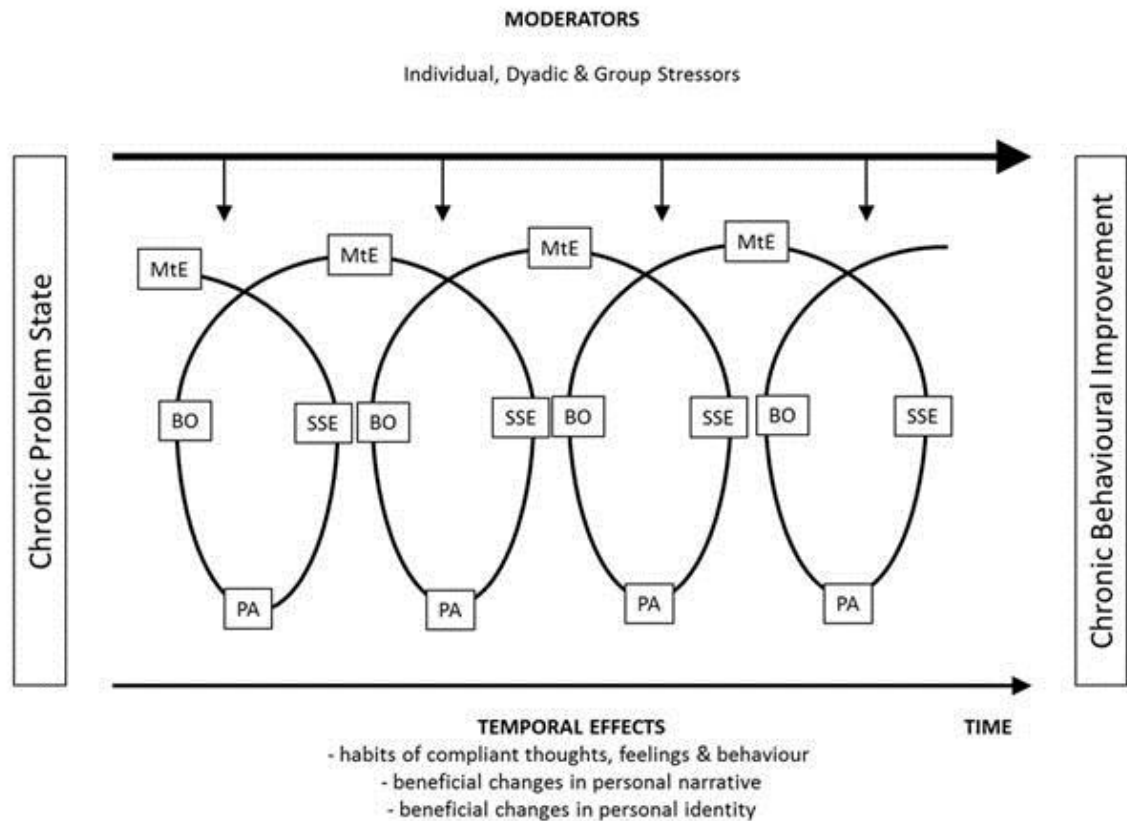 MODERATORS
Individual, Dyadic & Group Stressors
Chronic Problem State
MtE
MtE
MtE
MtE
BO
SSE
BO
SSE
BO
SSE
BO
SSE
PA
PA
PA
PA
Chronic Behavioural Improvement
TEMPORAL EFFECTS
TIME
- habits of compliant thoughts, feelings & behaviour
- beneficial changes in personal narrative
- beneficial changes in personal identity